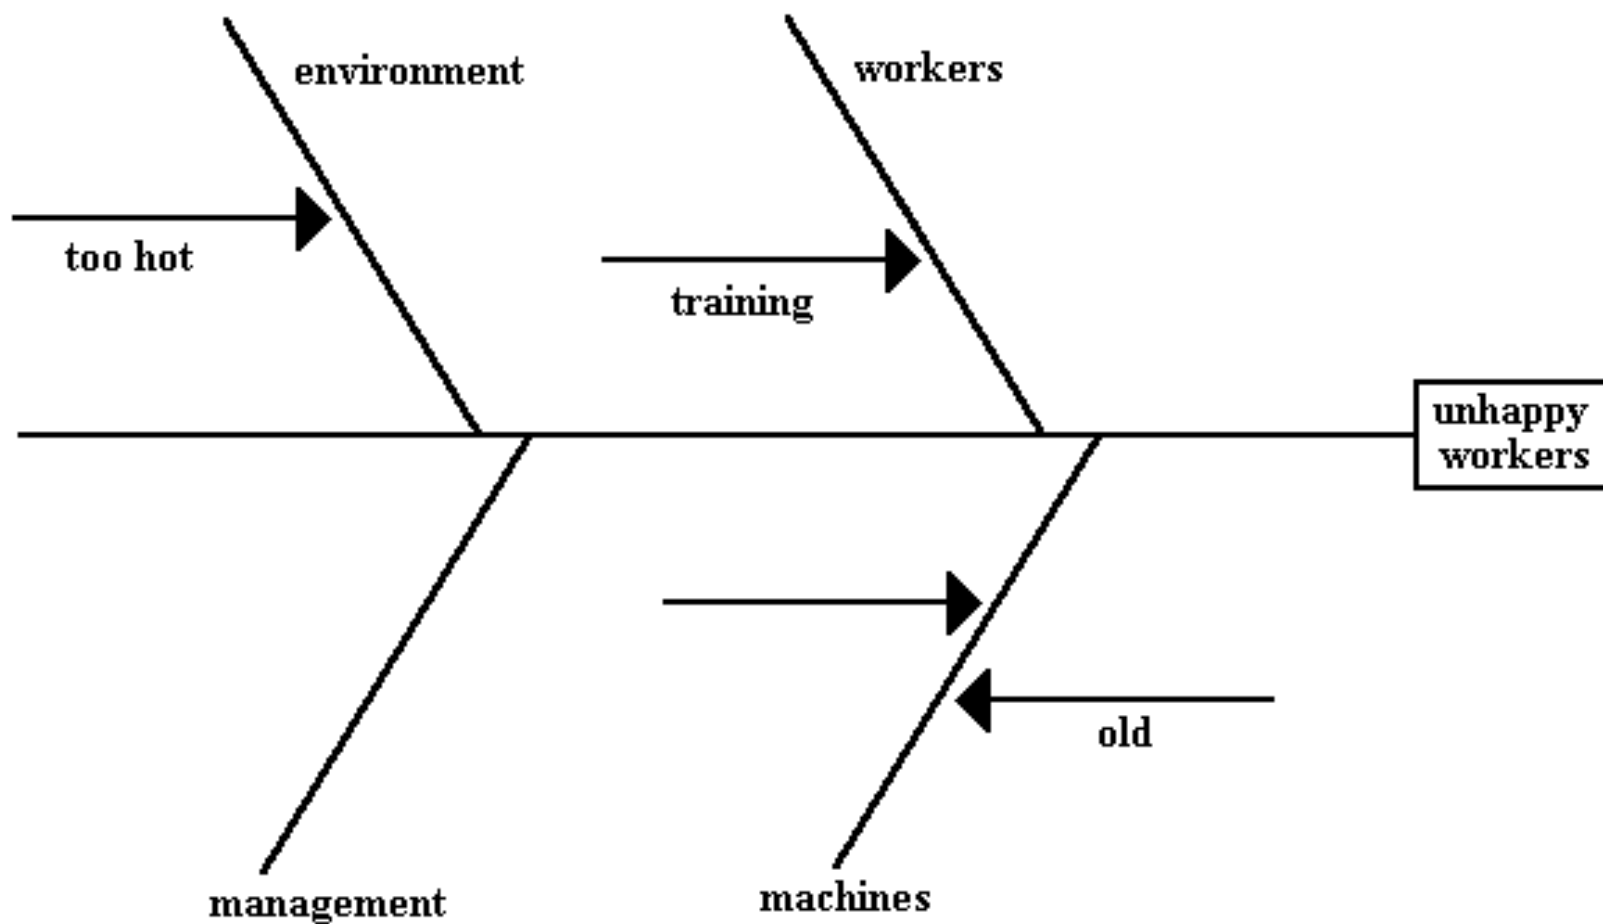 environment
workers
too hot
training
unhappy
workers
old
management
machines